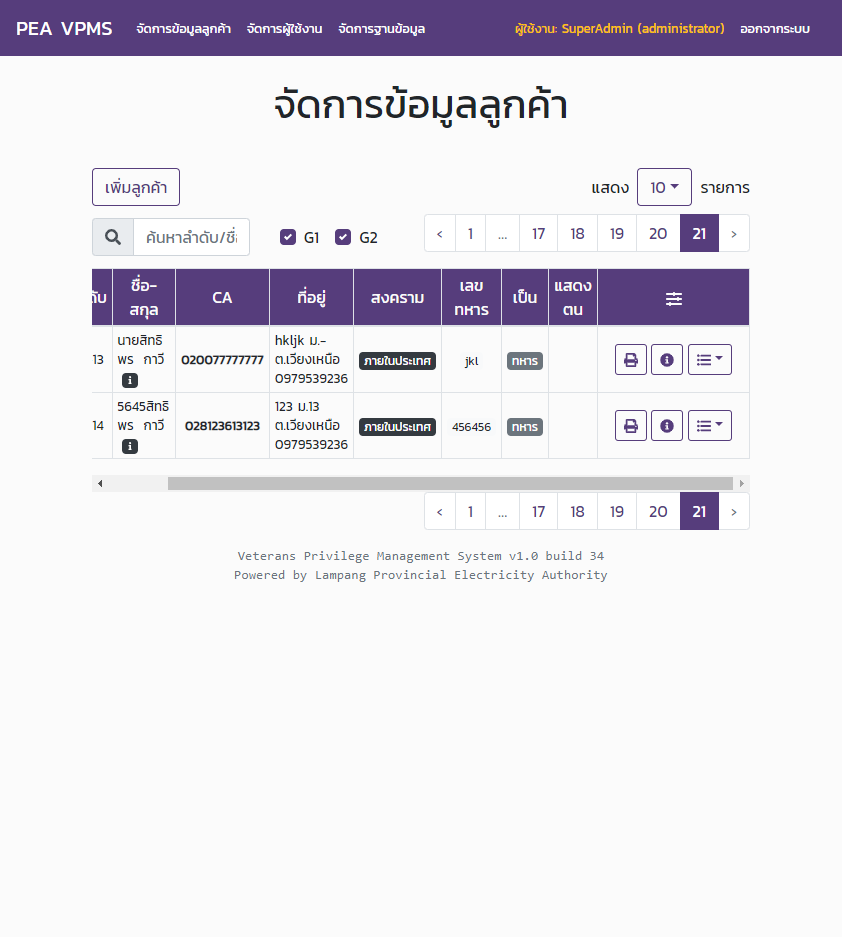 PEA VPMS จัดการข้อมูลลูกค้า จัดการผู้ใช้งาน จัดการฐานข้อมูล ผู้ใช้งาน: SuperAdmin (administrator) ออกจากระบบ
จัดการข้อมูลลูกค้า
เพิ่มลูกค้า แสดง 10 รายการ
ค้นหาลำดับ/ชื่ G1 G2 ‹ 1 ... 17 18 19 20 21 ›
ชื่อ-สกุล CA ที่อยู่ สงคราม เลขทหาร เป็น แสดงตน
13 นายสิทธิพร กาวี 020077777777 hkljk ม.- ต.เวียงเหนือ 0979539236 ภายในประเทศ jkl ทหาร
14 5645สิทธิพร กาวี 028123613123 123 ม.13 ต.เวียงเหนือ 0979539236 ภายในประเทศ 456456 ทหาร
‹ 1 ... 17 18 19 20 21 ›
Veterans Privilege Management System v1.0 build 34
Powered by Lampang Provincial Electricity Authority